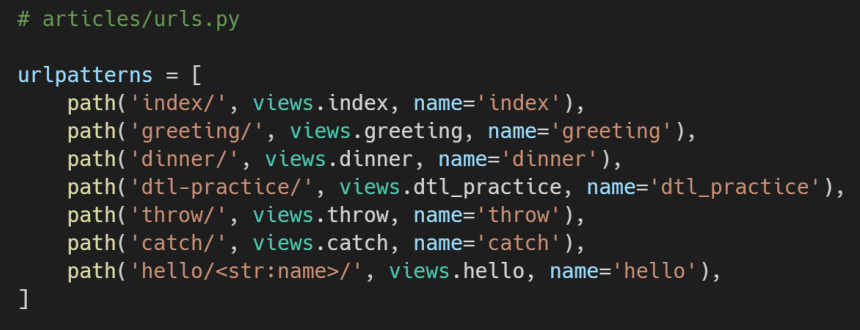 # articles/urls.py
urlpatterns = [
    path('index/', views.index, name='index'),
    path('greeting/', views.greeting, name='greeting'),
    path('dinner/', views.dinner, name='dinner'),
    path('dtl-practice/', views.dtl_practice, name='dtl_practice'),
    path('throw/', views.throw, name='throw'),
    path('catch/', views.catch, name='catch'),
    path('hello/<str:name>/', views.hello, name='hello'),
]